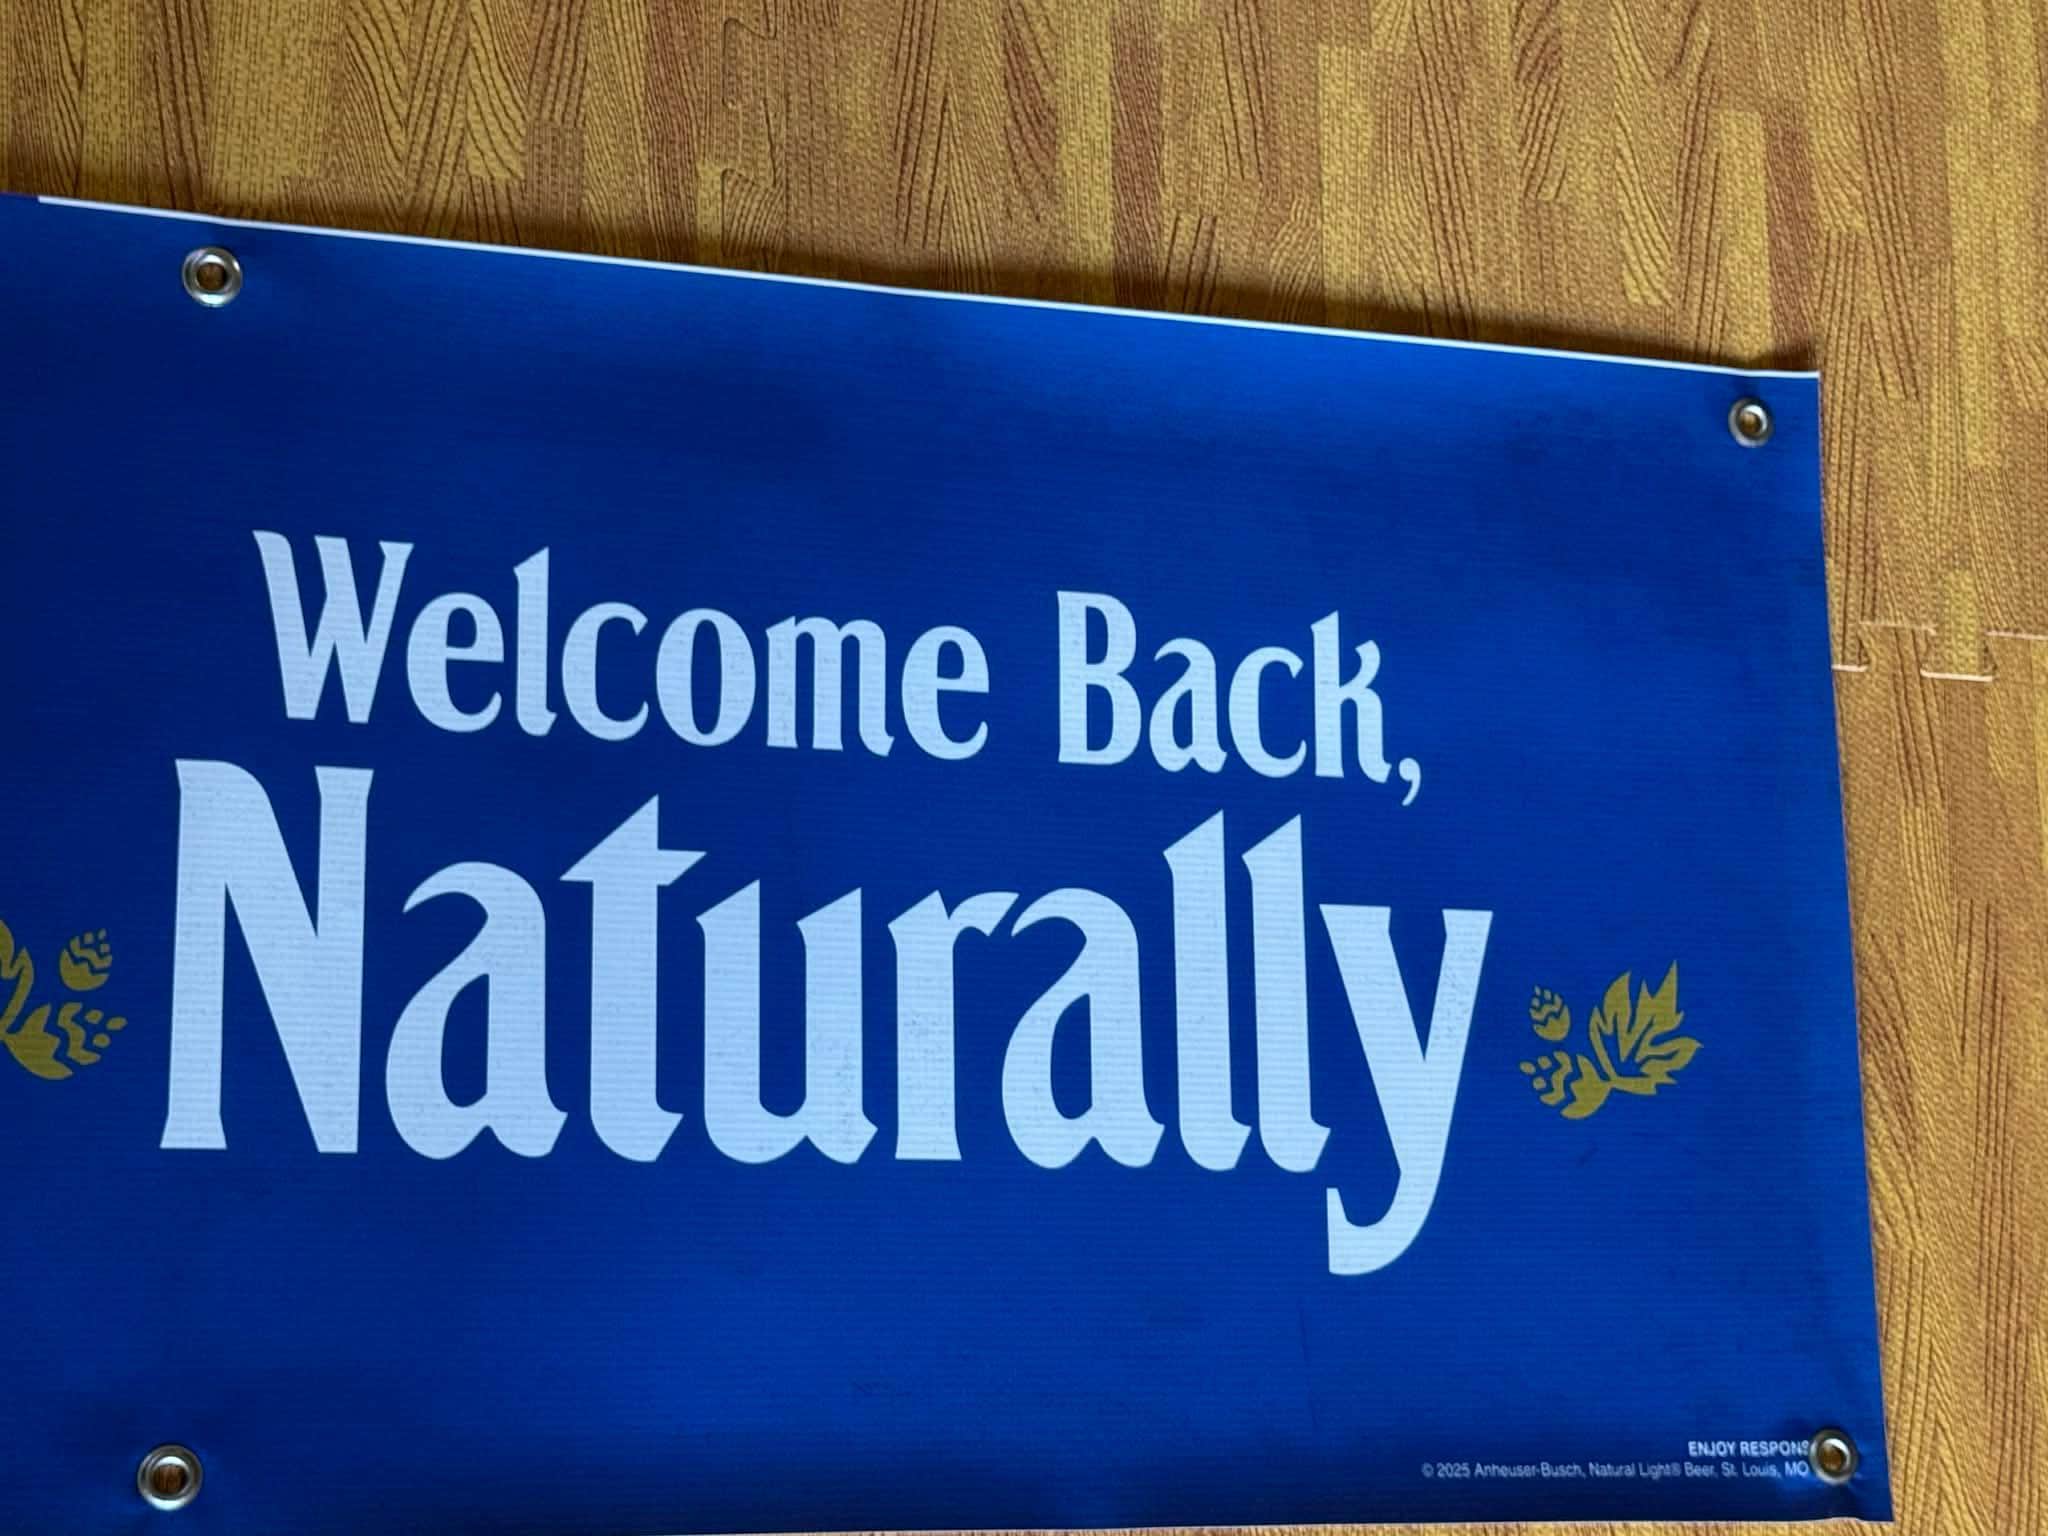 Welcome Back,
Naturally
ENJOY RESPONS
© 2025 Anheuser-Busch, Natural Light® Beer, St. Louis, MO